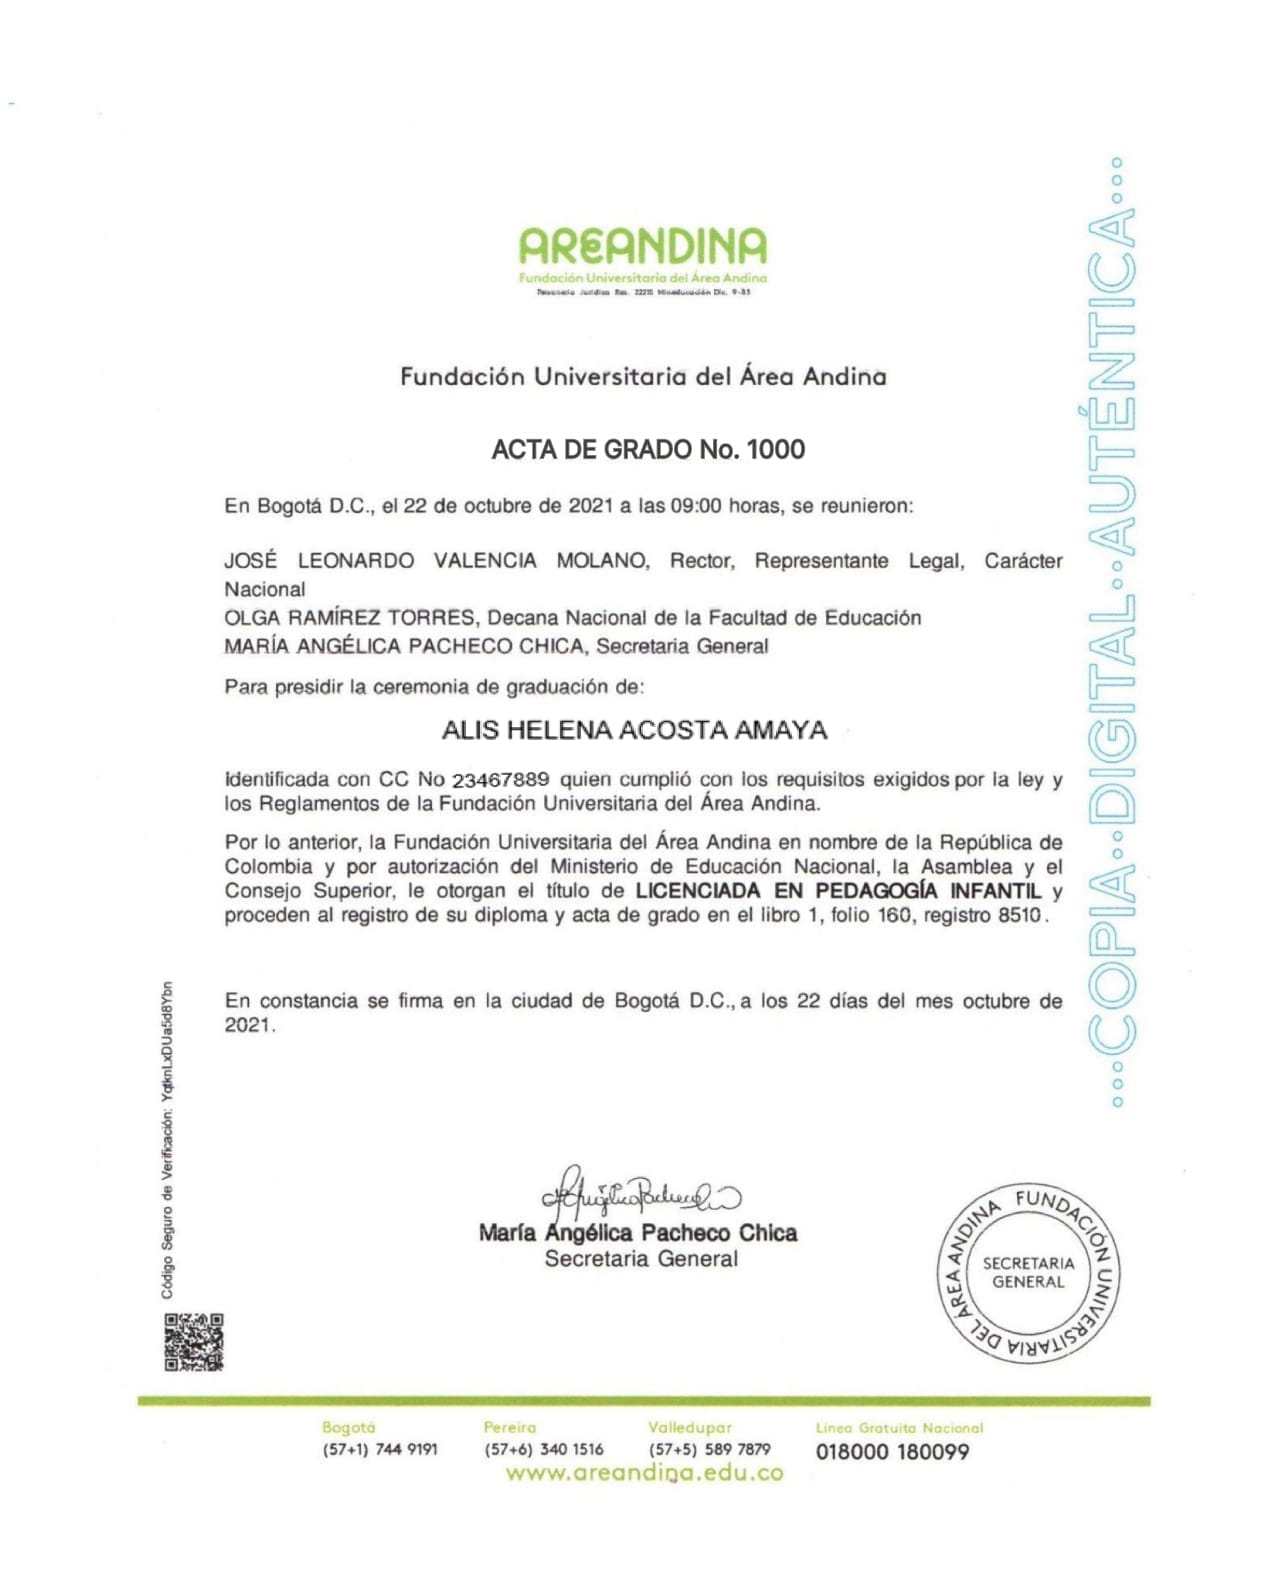 AREANDINA
Fundación Universitaria del Área Andina
Personería Jurídica Res. 22215 Mineducación Dic. 9-83
Fundación Universitaria del Área Andina
ACTA DE GRADO No. 1000
En Bogotá D.C., el 22 de octubre de 2021 a las 09:00 horas, se reunieron:
JOSÉ LEONARDO VALENCIA MOLANO, Rector, Representante Legal, Carácter
Nacional
OLGA RAMÍREZ TORRES, Decana Nacional de la Facultad de Educación
MARÍA ANGÉLICA PACHECO CHICA, Secretaria General
Para presidir la ceremonia de graduación de:
ALIS HELENA ACOSTA AMAYA
Identificada con CC No 23467889 quien cumplió con los requisitos exigidos por la ley y
los Reglamentos de la Fundación Universitaria del Área Andina.
Por lo anterior, la Fundación Universitaria del Área Andina en nombre de la República de
Colombia y por autorización del Ministerio de Educación Nacional, la Asamblea y el
Consejo Superior, le otorgan el título de LICENCIADA EN PEDAGOGÍA INFANTIL y
proceden al registro de su diploma y acta de grado en el libro 1, folio 160, registro 8510.
En constancia se firma en la ciudad de Bogotá D.C., a los 22 días del mes octubre de
2021.
...COPIA..DIGITAL..AUTÉNTICA...
Código Seguro de Verificación: YqtknLxDUa5d8Ybn
María Angélica Pacheco Chica
Secretaria General
FUNDACIÓN UNIVERSITARIA DEL ÁREA ANDINA
SECRETARIA
GENERAL
Bogotá Pereira Valledupar Línea Gratuita Nacional
(57+1) 744 9191 (57+6) 340 1516 (57+5) 589 7879 018000 180099
www.areandina.edu.co